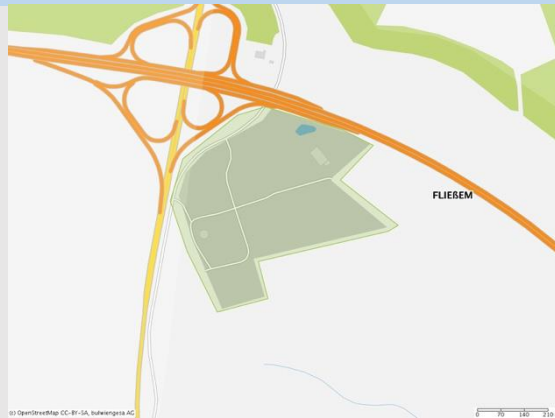 FLIEẞEM
(c) OpenStreetMap CC-BY-SA, bulwiengesa AG
0 70 140 210